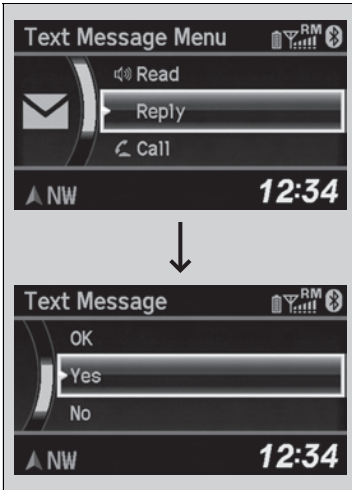 Text Message Menu RM
Read
Reply
Call
NW 12:34
Text Message RM
OK
Yes
No
NW 12:34